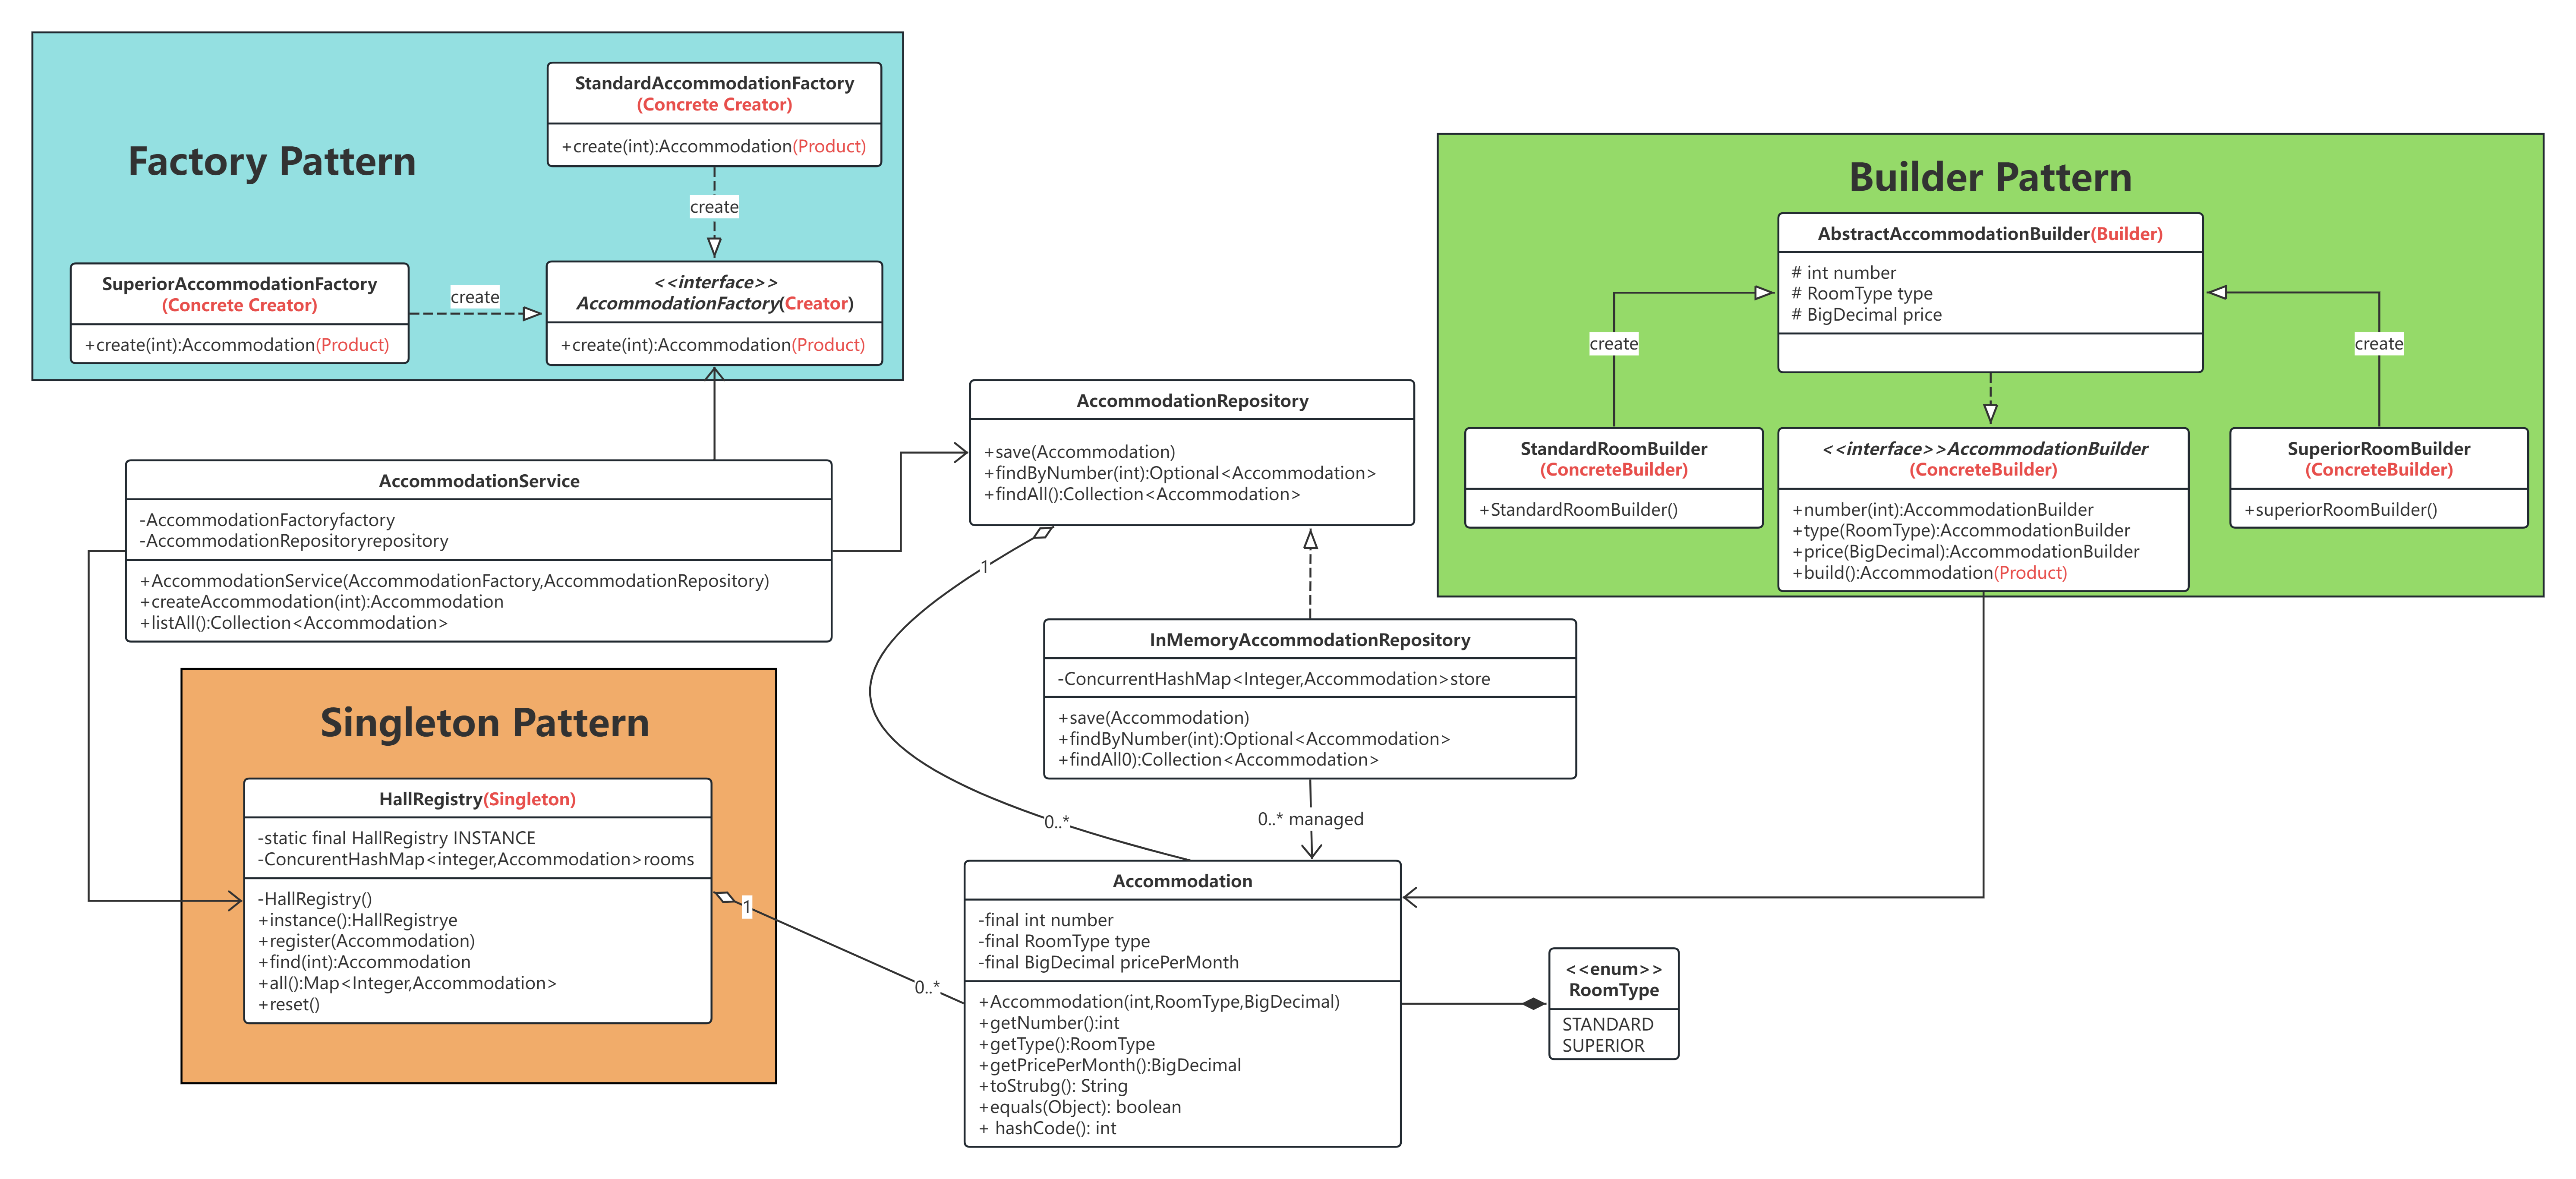 Factory Pattern
StandardAccommodationFactory
(Concrete Creator)
+create(int):Accommodation(Product)
create
SuperiorAccommodationFactory
(Concrete Creator)
+create(int):Accommodation(Product)
create
<<interface>>
AccommodationFactory(Creator)
+create(int):Accommodation(Product)
Builder Pattern
AbstractAccommodationBuilder(Builder)
# int number
# RoomType type
# BigDecimal price
create
create
StandardRoomBuilder
(ConcreteBuilder)
+StandardRoomBuilder()
<<interface>>AccommodationBuilder
(ConcreteBuilder)
+number(int):AccommodationBuilder
+type(RoomType):AccommodationBuilder
+price(BigDecimal):AccommodationBuilder
+build():Accommodation(Product)
SuperiorRoomBuilder
(ConcreteBuilder)
+superiorRoomBuilder()
AccommodationRepository
+save(Accommodation)
+findByNumber(int):Optional<Accommodation>
+findAll():Collection<Accommodation>
AccommodationService
-AccommodationFactoryfactory
-AccommodationRepositoryrepository
+AccommodationService(AccommodationFactory,AccommodationRepository)
+createAccommodation(int):Accommodation
+listAll():Collection<Accommodation>
1
InMemoryAccommodationRepository
-ConcurrentHashMap<Integer,Accommodation>store
+save(Accommodation)
+findByNumber(int):Optional<Accommodation>
+findAll0):Collection<Accommodation>
Singleton Pattern
HallRegistry(Singleton)
-static final HallRegistry INSTANCE
-ConcurentHashMap<integer,Accommodation>rooms
-HallRegistry()
+instance():HallRegistrye
+register(Accommodation)
+find(int):Accommodation
+all():Map<Integer,Accommodation>
+reset()
0..*
0..* managed
1
0..*
Accommodation
-final int number
-final RoomType type
-final BigDecimal pricePerMonth
+Accommodation(int,RoomType,BigDecimal)
+getNumber():int
+getType():RoomType
+getPricePerMonth():BigDecimal
+toStrubg(): String
+equals(Object): boolean
+ hashCode(): int
<<enum>>
RoomType
STANDARD
SUPERIOR